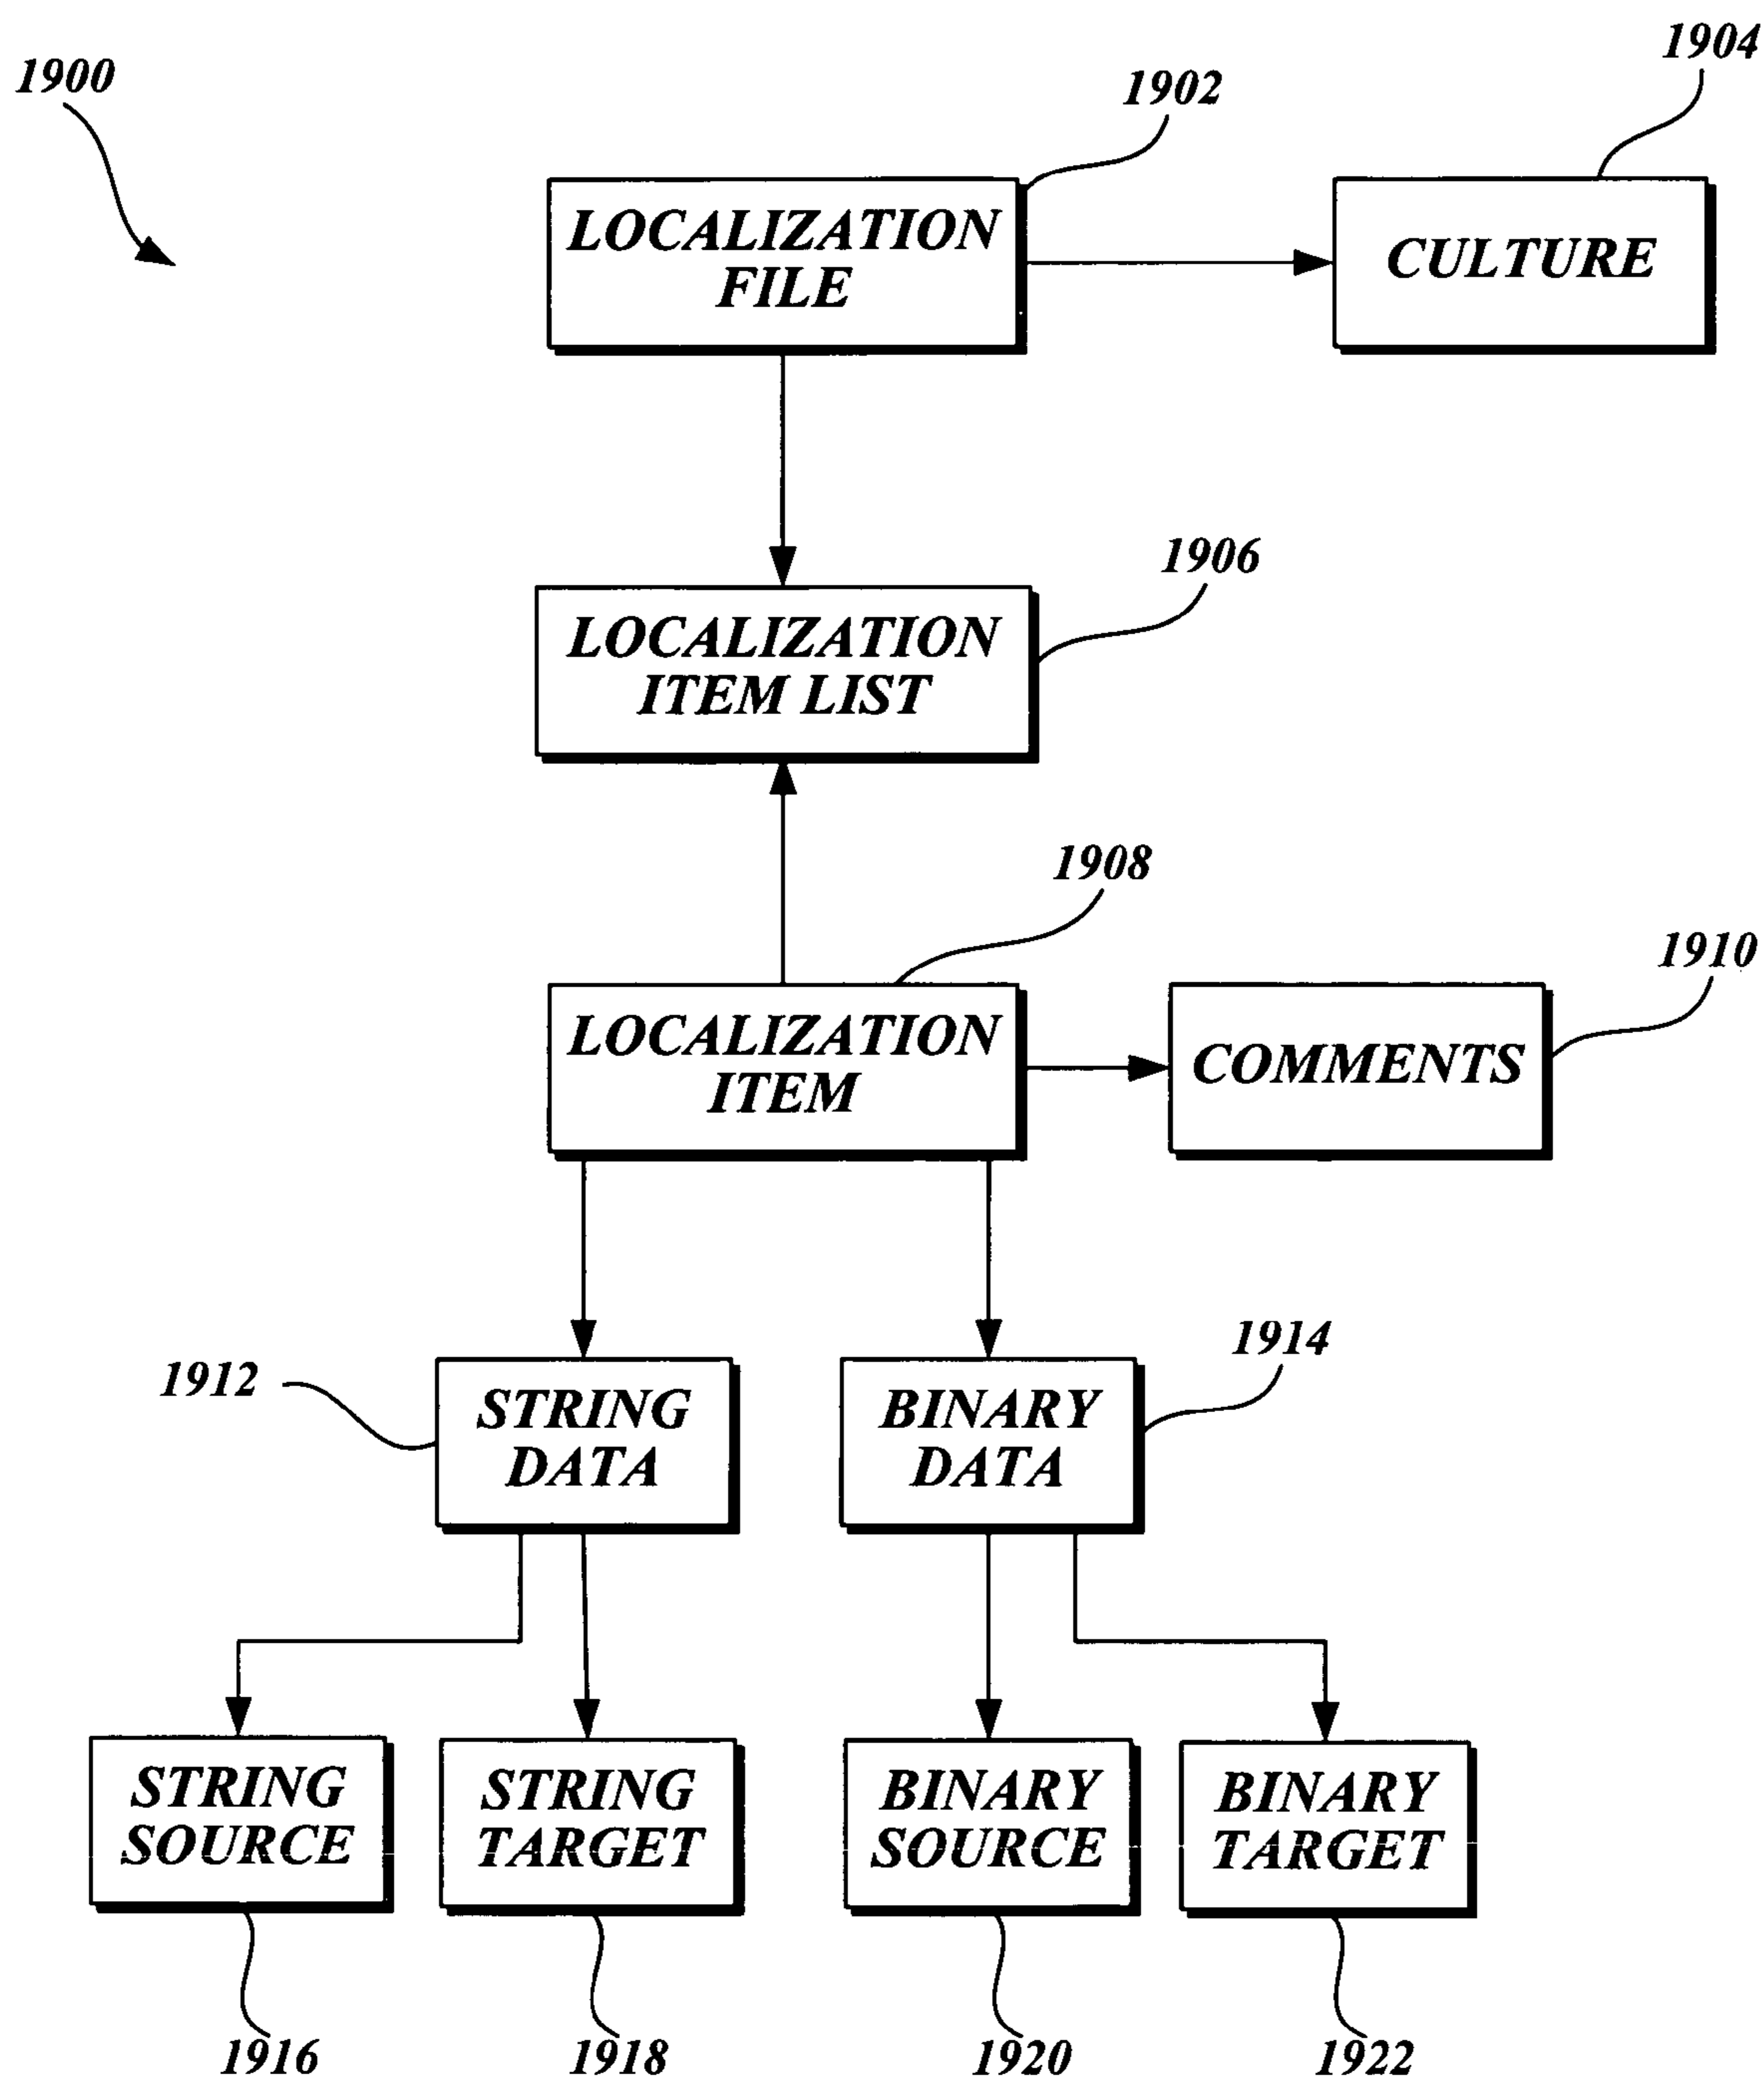 1900
1902
1904
LOCALIZATION
FILE
CULTURE
1906
LOCALIZATION
ITEM LIST
1908
1910
LOCALIZATION
ITEM
COMMENTS
1912
1914
STRING
DATA
BINARY
DATA
STRING
SOURCE
STRING
TARGET
BINARY
SOURCE
BINARY
TARGET
1916
1918
1920
1922